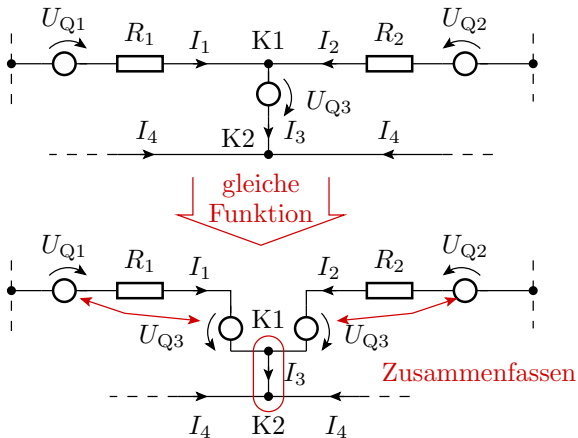 U_Q1 R_1 I_1 K1 I_2 R_2 U_Q2
U_Q3
I_4 K2 I_3 I_4
gleiche
Funktion
U_Q1 R_1 I_1 I_2 R_2 U_Q2
U_Q3 K1 U_Q3
I_3 Zusammenfassen
I_4 K2 I_4